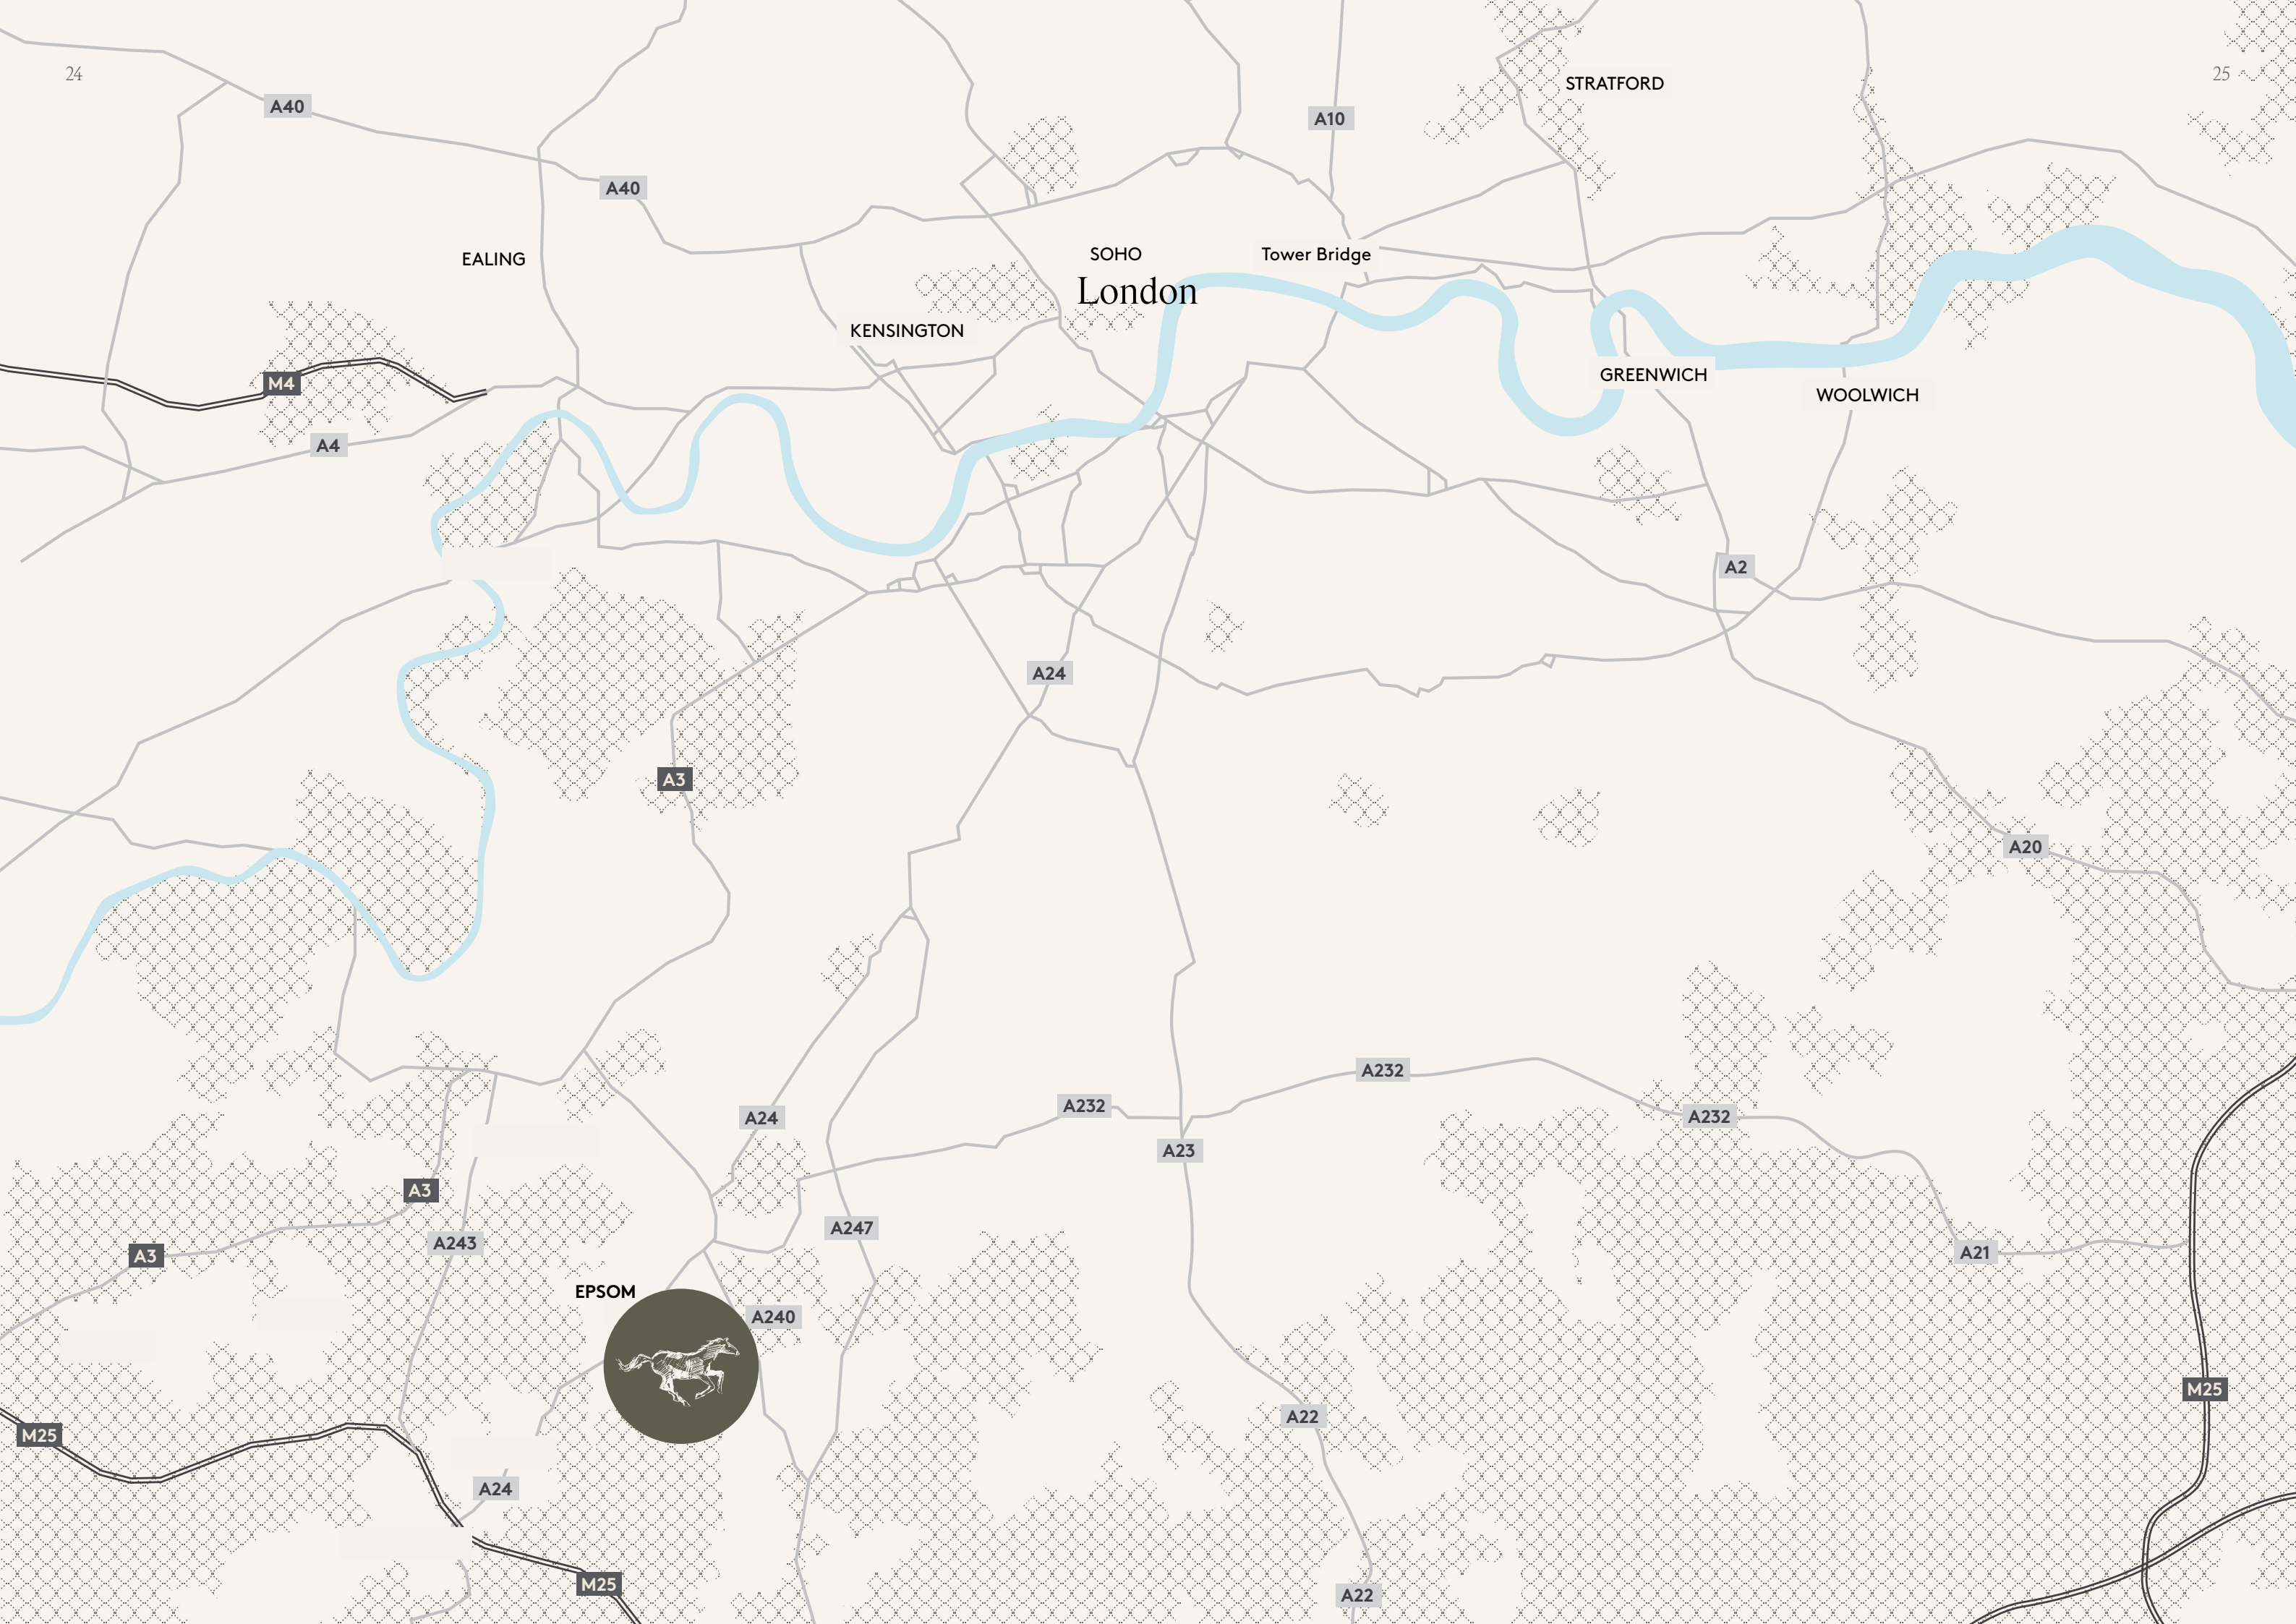 24
25
STRATFORD
A40
A10
A40
SOHO
Tower Bridge
EALING
London
KENSINGTON
GREENWICH
M4
WOOLWICH
A4
A2
A24
A3
A20
A232
A232
A24
A232
A23
A3
A247
A243
A21
A3
EPSOM
A240
M25
A22
M25
A24
M25
A22